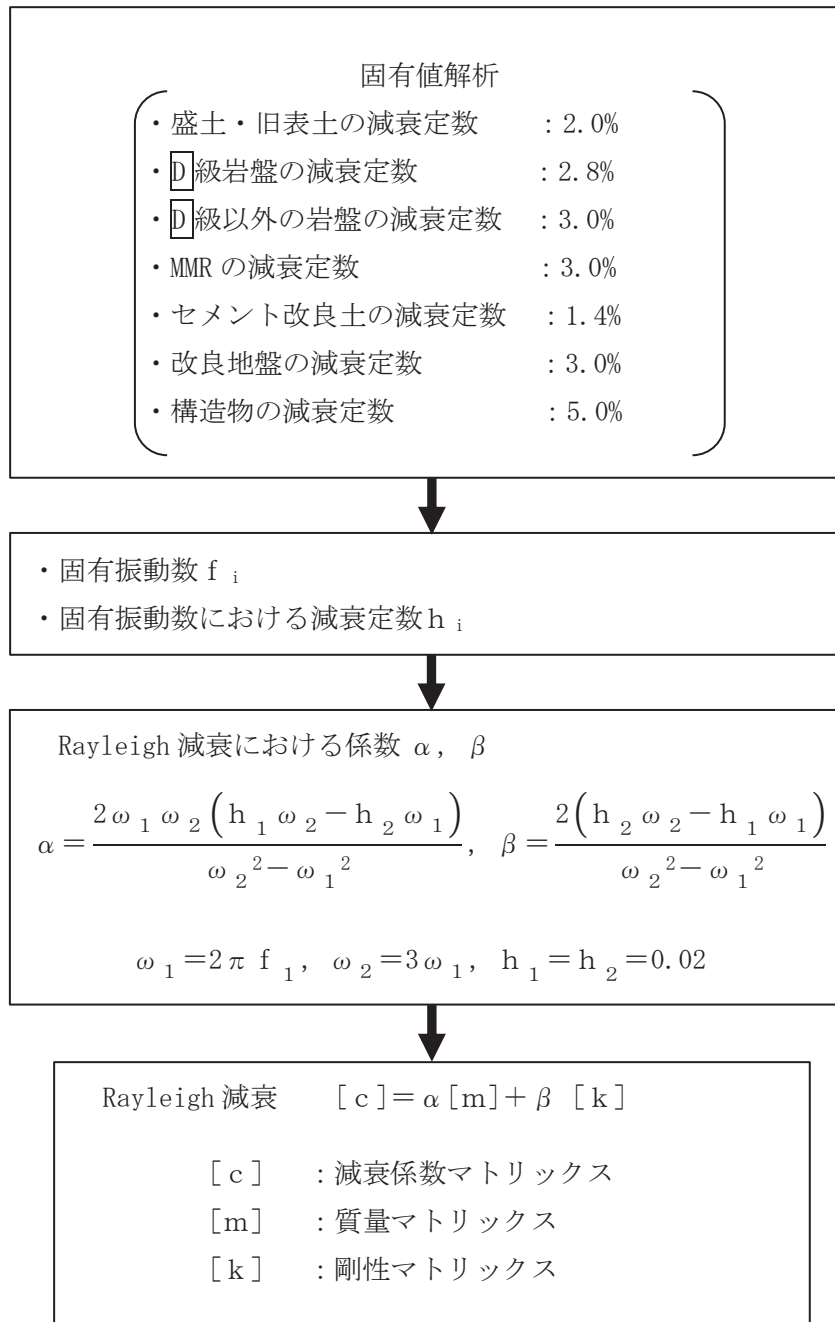 固有値解析
・盛土・旧表土の減衰定数　：2.0%
・D級岩盤の減衰定数　：2.8%
・D級以外の岩盤の減衰定数　：3.0%
・MMRの減衰定数　：3.0%
・セメント改良土の減衰定数　：1.4%
・改良地盤の減衰定数　：3.0%
・構造物の減衰定数　：5.0%
・固有振動数ｆi
・固有振動数における減衰定数ｈi
Rayleigh減衰における係数 α, β
α＝2ω1ω2(h1ω2−h2ω1)/(ω2²−ω1²), β＝2(h2ω2−h1ω1)/(ω2²−ω1²)
ω1＝2πf1, ω2＝3ω1, h1＝h2＝0.02
Rayleigh減衰　[c]＝α[m]＋β[k]
[c]　：減衰係数マトリックス
[m]　：質量マトリックス
[k]　：剛性マトリックス